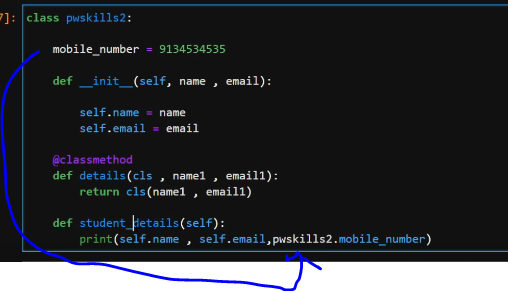 7]: class pwskills2:
mobile_number = 9134534535
def __init__(self, name , email):
self.name = name
self.email = email
@classmethod
def details(cls , name1 , email1):
return cls(name1 , email1)
def student_details(self):
print(self.name , self.email,pwskills2.mobile_number)